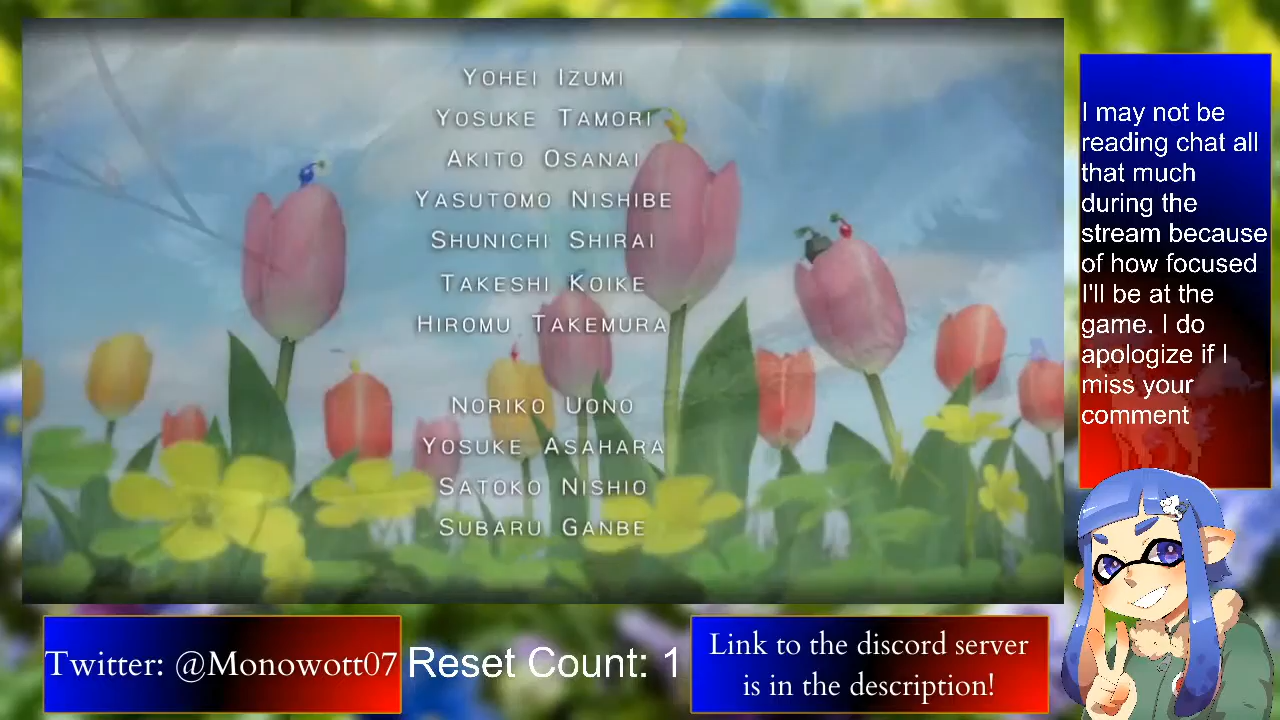 YOHEI IZUMI
YOSUKE TAMORI
AKITO OSANAI
YASUTOMO NISHIBE
SHUNICHI SHIRAI
TAKESHI KOIKE
HIROMU TAKEMURA
NORIKO UONO
YOSUKE ASAHARA
SATOKO NISHIO
SUBARU GANBE
I may not be
reading chat all
that much
during the
stream because
of how focused
I'll be at the
game. I do
apologize if I
miss your
comment
Twitter: @Monowott07
Reset Count: 1
Link to the discord server
is in the description!